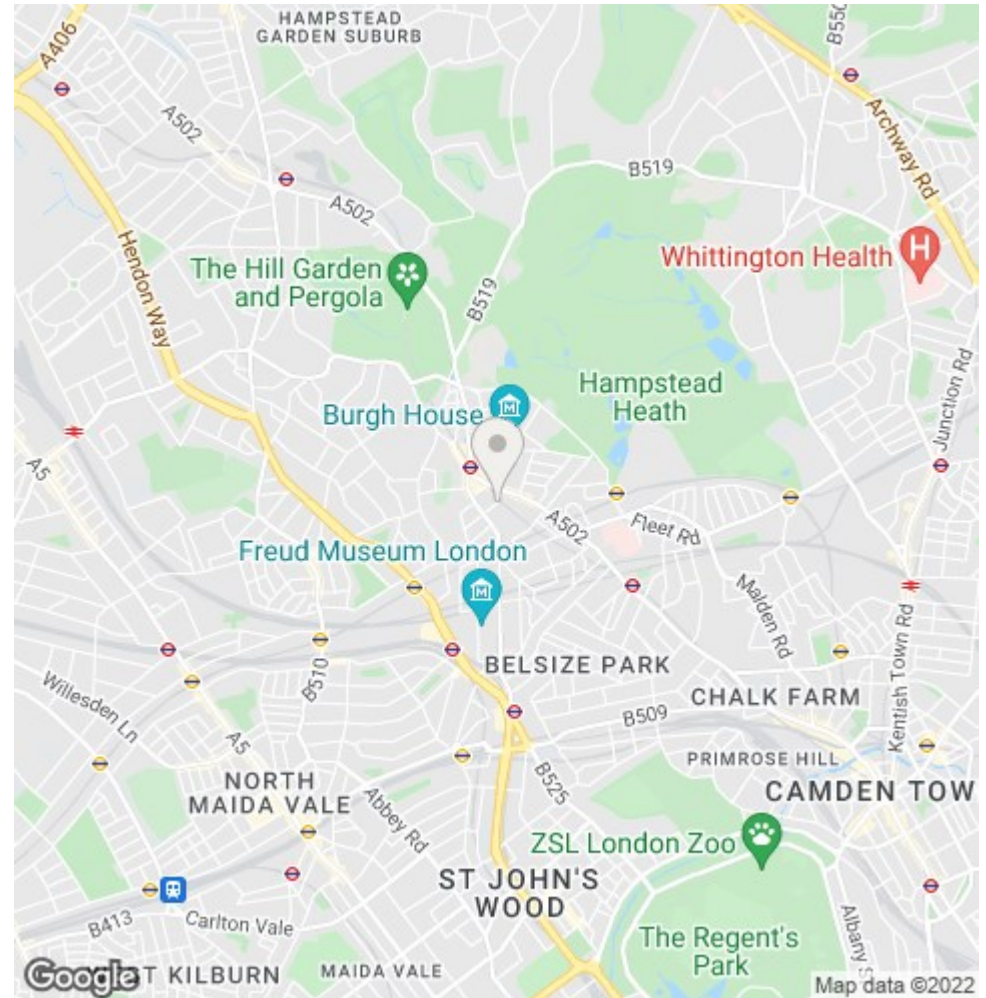 HAMPSTEAD
GARDEN SUBURB
A406
B550
A502
Archway Rd
B519
A502
Whittington Health
H
The Hill Garden
and Pergola
Hendon Way
B519
Junction Rd
Hampstead
Heath
Burgh House
M
A5
A502
Fleet Rd
Freud Museum London
M
Malden Rd
Kentish Town Rd
B510
BELSIZE PARK
Willesden Ln
CHALK FARM
B509
A5
PRIMROSE HILL
NORTH
MAIDA VALE
B525
CAMDEN TOW
Abbey Rd
ZSL London Zoo
ST JOHN'S
WOOD
B413
Carlton Vale
Albany S
The Regent's
Park
Google
ST KILBURN
MAIDA VALE
Map data ©2022